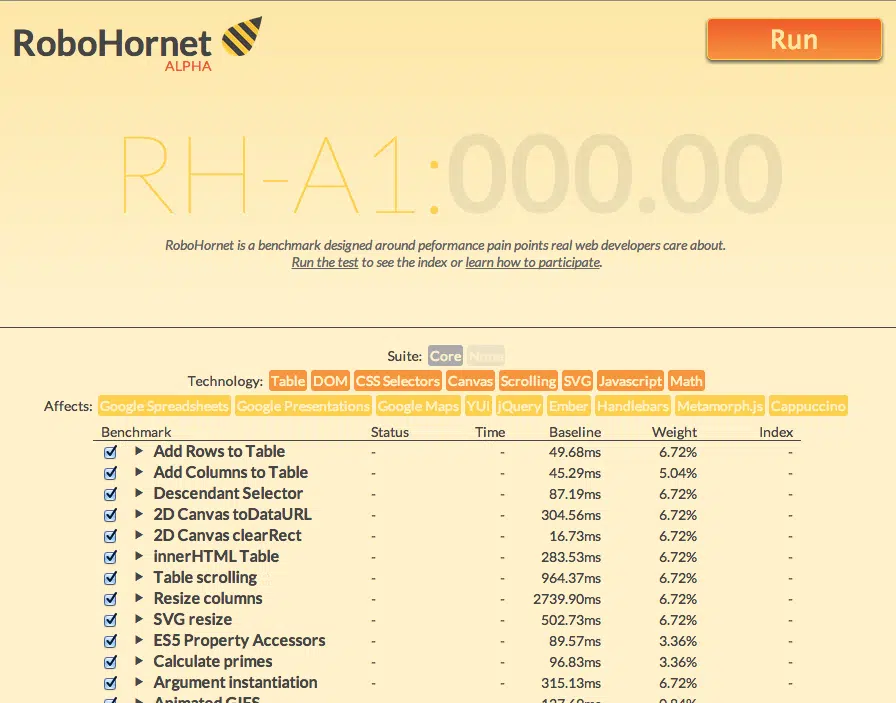 RoboHornet
ALPHA
Run
RH-A1:000.00
RoboHornet is a benchmark designed around peformance pain points real web developers care about.
Run the test to see the index or learn how to participate.
Suite: Core None
Technology: Table DOM CSS Selectors Canvas Scrolling SVG Javascript Math
Affects: Google Spreadsheets Google Presentations Google Maps YUI jQuery Ember Handlebars Metamorph.js Cappuccino
Benchmark Status Time Baseline Weight Index
Add Rows to Table - - 49.68ms 6.72% -
Add Columns to Table - - 45.29ms 5.04% -
Descendant Selector - - 87.19ms 6.72% -
2D Canvas toDataURL - - 304.56ms 6.72% -
2D Canvas clearRect - - 16.73ms 6.72% -
innerHTML Table - - 283.53ms 6.72% -
Table scrolling - - 964.37ms 6.72% -
Resize columns - - 2739.90ms 6.72% -
SVG resize - - 502.73ms 6.72% -
ES5 Property Accessors - - 89.57ms 3.36% -
Calculate primes - - 96.83ms 3.36% -
Argument instantiation - - 315.13ms 6.72% -
Animated GIFS